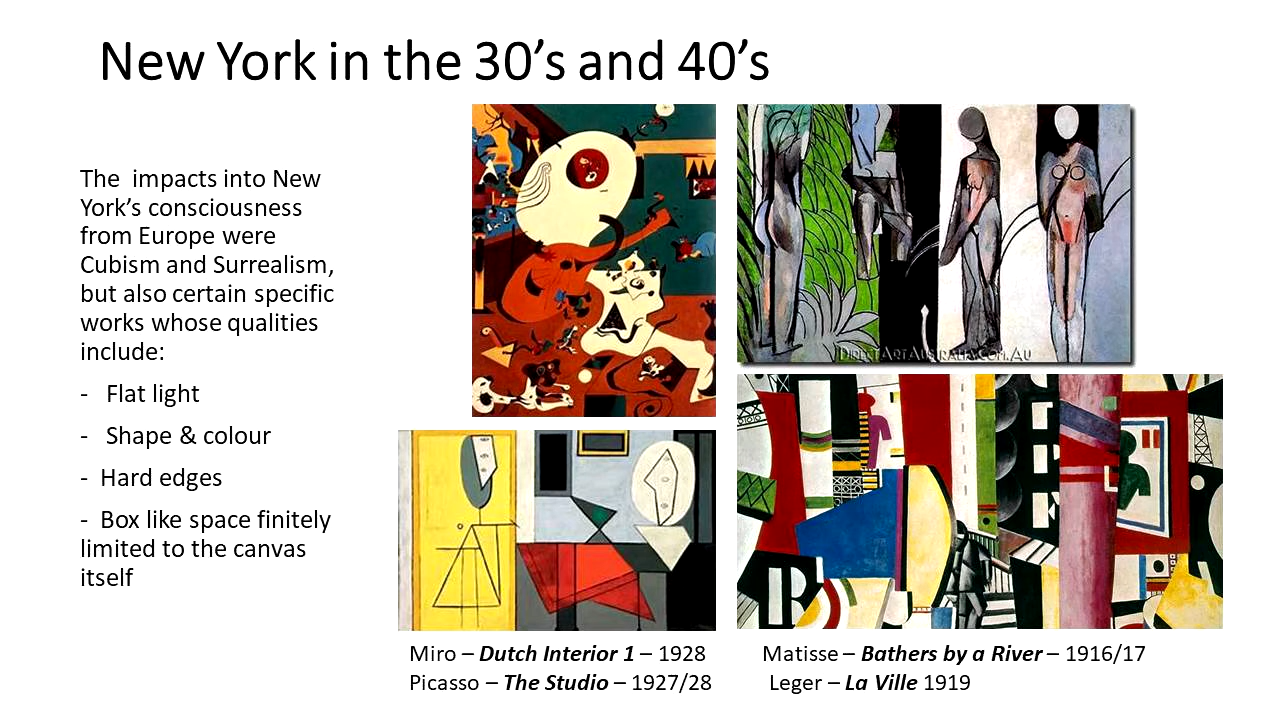 New York in the 30's and 40's
The  impacts into New
York's consciousness
from Europe were
Cubism and Surrealism,
but also certain specific
works whose qualities
include:
-   Flat light
-   Shape & colour
-  Hard edges
-  Box like space finitely
limited to the canvas
itself
DirectArtAustralia.com.au
R
Miro – Dutch Interior 1 – 1928
Picasso – The Studio – 1927/28
Matisse – Bathers by a River – 1916/17
Leger – La Ville 1919